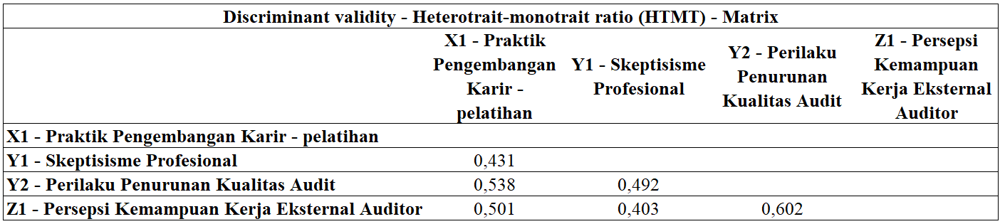 Discriminant validity - Heterotrait-monotrait ratio (HTMT) - Matrix
X1 - Praktik
Pengembangan
Karir -
pelatihan
Y1 - Skeptisisme
Profesional
Y2 - Perilaku
Penurunan
Kualitas Audit
Z1 - Persepsi
Kemampuan
Kerja Eksternal
Auditor
X1 - Praktik Pengembangan Karir - pelatihan
Y1 - Skeptisisme Profesional 0,431
Y2 - Perilaku Penurunan Kualitas Audit 0,538 0,492
Z1 - Persepsi Kemampuan Kerja Eksternal Auditor 0,501 0,403 0,602